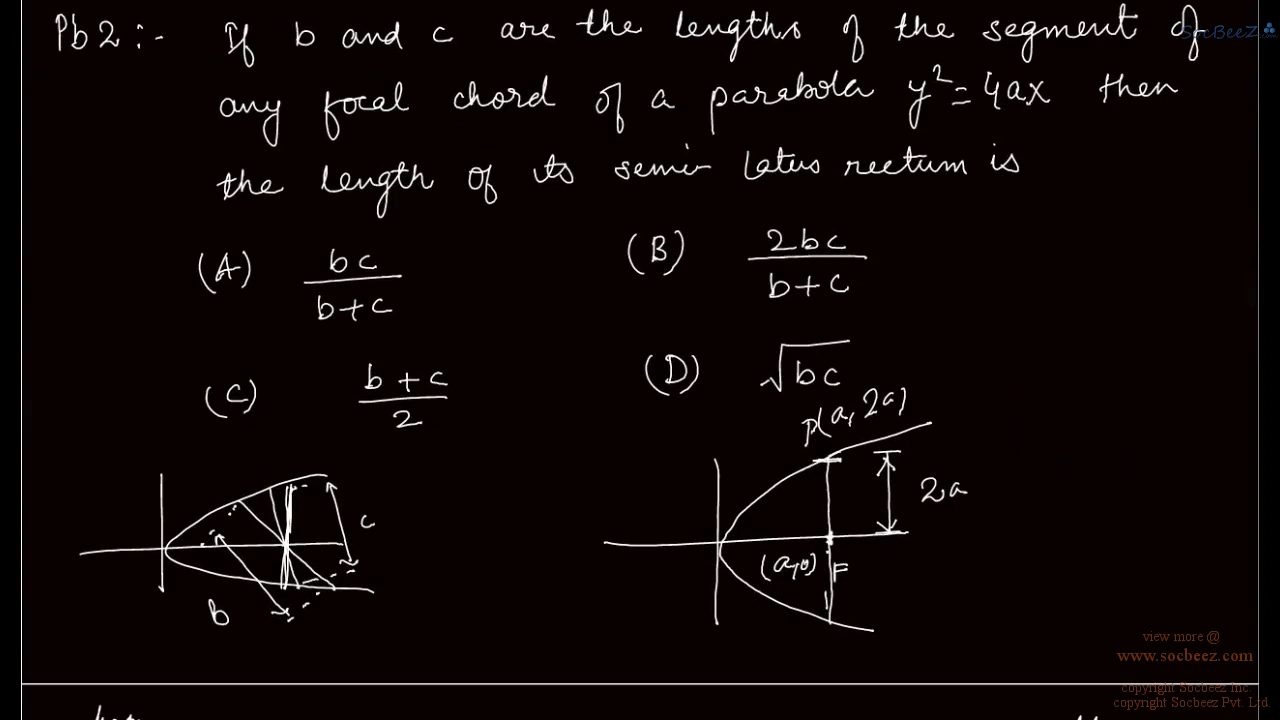 SocBeeZ
Pb 2 :- If b and c are the lengths of the segment of
any focal chord of a parabola y² = 4ax then
the length of its semi- latus rectum is
(A) bc / b+c (B) 2bc / b+c
(C) b+c / 2 (D) √bc
P(a, 2a)
2a
c
(a,0) F
b
view more @
www.socbeez.com
copyright Socbeez Inc.
copyright Socbeez Pvt. Ltd